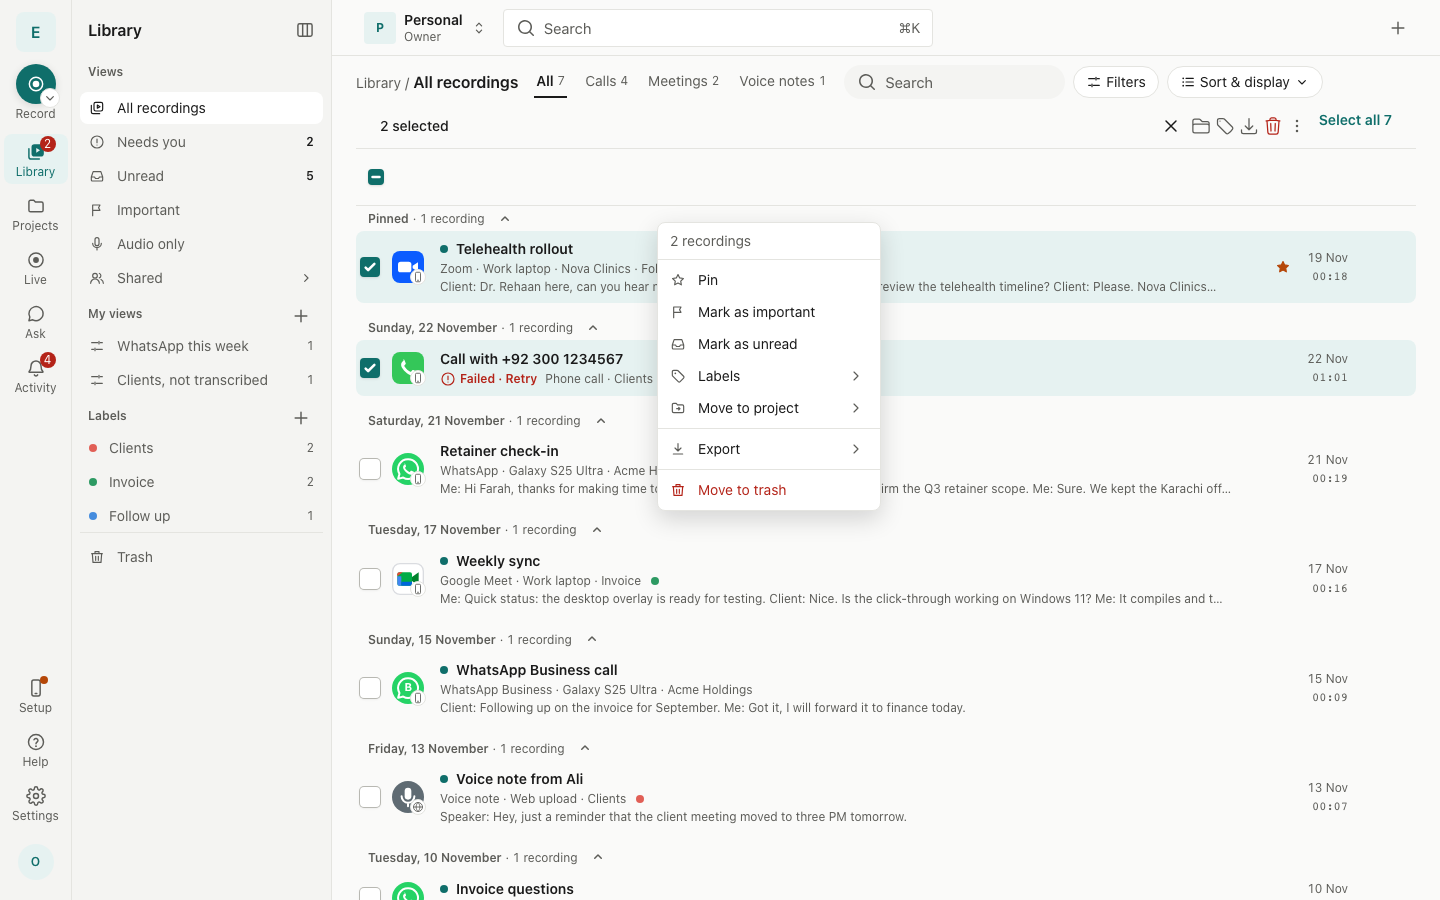 E
Record
2
Library
Projects
Live
Ask
4
Activity
Setup
Help
Settings
O
Library
Views
All recordings
Needs you 2
Unread 5
Important
Audio only
Shared
My views
WhatsApp this week 1
Clients, not transcribed 1
Labels
Clients 2
Invoice 2
Follow up 1
Trash
P
Personal
Owner
Search ⌘K
Library / All recordings
All 7 Calls 4 Meetings 2 Voice notes 1
Search
Filters
Sort & display
2 selected
Select all 7
Pinned · 1 recording
Telehealth rollout
19 Nov
Zoom · Work laptop · Nova Clinics ·
00:18
Client: Dr. Rehaan here, can you hear
the telehealth timeline? Client: Please. Nova Clinics...
Sunday, 22 November · 1 recording
Call with +92 300 1234567
22 Nov
Failed · Retry Phone call · Clients
01:01
Saturday, 21 November · 1 recording
Retainer check-in
21 Nov
WhatsApp · Galaxy S25 Ultra · Acme
00:19
Me: Hi Farah, thanks for making time
the Q3 retainer scope. Me: Sure. We kept the Karachi off...
2 recordings
Pin
Mark as important
Mark as unread
Labels
Move to project
Export
Move to trash
Tuesday, 17 November · 1 recording
Weekly sync
17 Nov
Google Meet · Work laptop · Invoice
00:16
Me: Quick status: the desktop overlay is ready for testing. Client: Nice. Is the click-through working on Windows 11? Me: It compiles and t...
Sunday, 15 November · 1 recording
WhatsApp Business call
15 Nov
WhatsApp Business · Galaxy S25 Ultra · Acme Holdings
00:09
Client: Following up on the invoice for September. Me: Got it, I will forward it to finance today.
Friday, 13 November · 1 recording
Voice note from Ali
13 Nov
Voice note · Web upload · Clients
00:07
Speaker: Hey, just a reminder that the client meeting moved to three PM tomorrow.
Tuesday, 10 November · 1 recording
Invoice questions
10 Nov